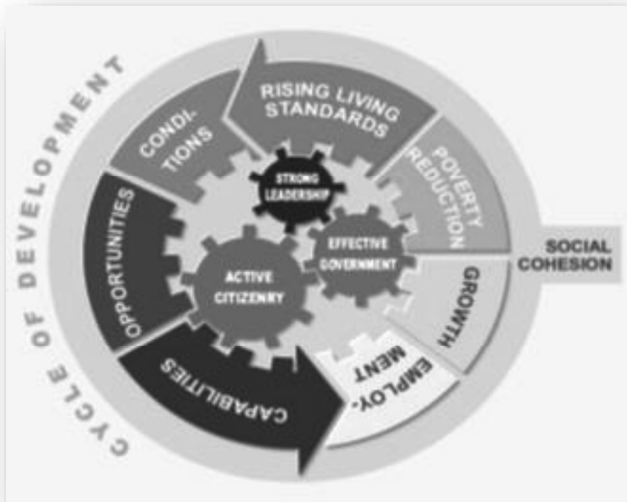 CYCLE OF DEVELOPMENT
RISING LIVING
STANDARDS
POVERTY
REDUCTION
SOCIAL
COHESION
GROWTH
EMPLOY-
MENT
CAPABILITIES
OPPORTUNITIES
CONDI-
TIONS
STRONG
LEADERSHIP
EFFECTIVE
GOVERNMENT
ACTIVE
CITIZENRY